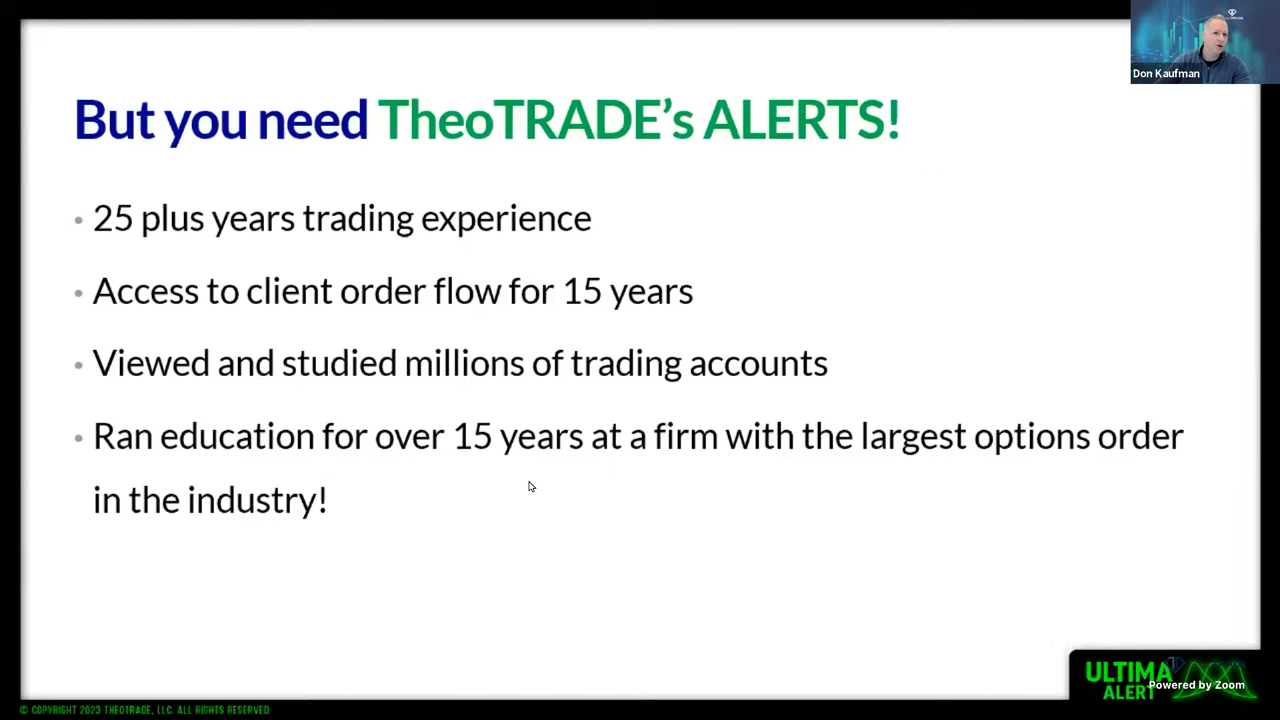 Don Kaufman
But you need TheoTRADE’s ALERTS!
• 25 plus years trading experience
• Access to client order flow for 15 years
• Viewed and studied millions of trading accounts
• Ran education for over 15 years at a firm with the largest options order
in the industry!
ULTIMA
ALERT
Powered by Zoom
© COPYRIGHT 2023 THEOTRADE, LLC. ALL RIGHTS RESERVED